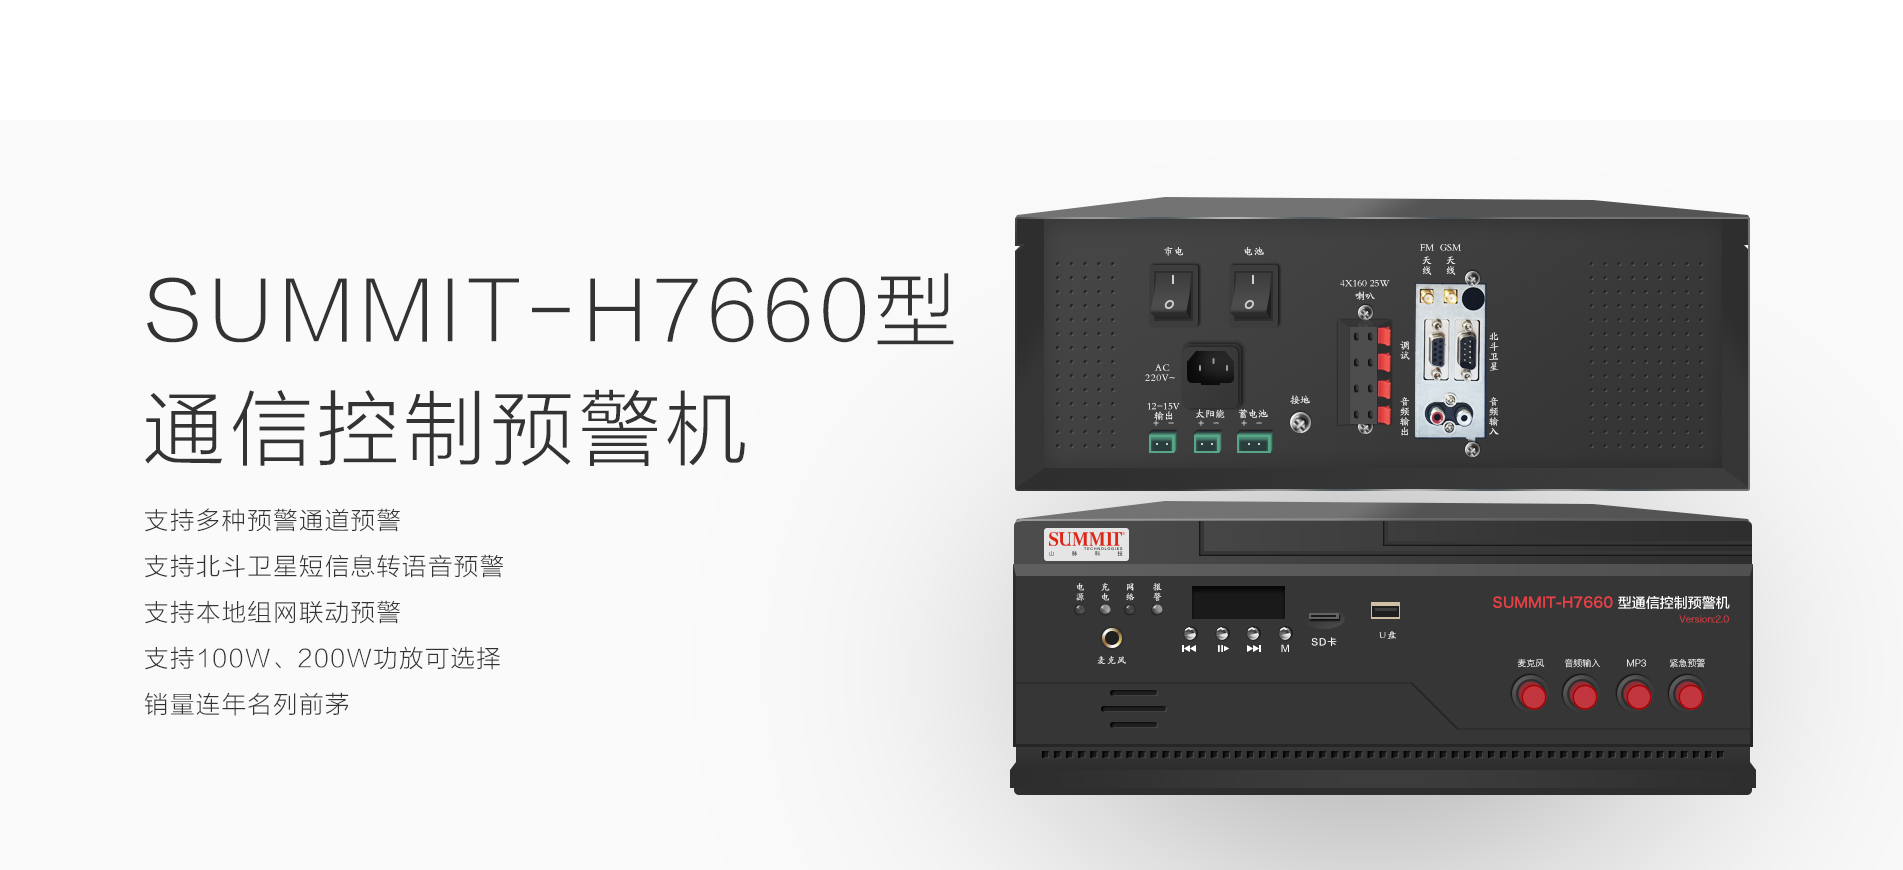 SUMMIT-H7660型
通信控制预警机
支持多种预警通道预警
支持北斗卫星短信息转语音预警
支持本地组网联动预警
支持100W、200W功放可选择
销量连年名列前茅
市电
电池
FM GSM
天线 天线
4X160 25W
喇叭
调试
北斗卫星
AC
220V~
接地
音频输出
音频输入
12-15V
输出
太阳能
蓄电池
+ - + - + -
SUMMIT
TECHNOLOGIES
山脉科技
电源
充电
网络
报警
麦克风
M
SD卡
U盘
SUMMIT-H7660 型通信控制预警机
Version:2.0
麦克风 音频输入 MP3 紧急预警